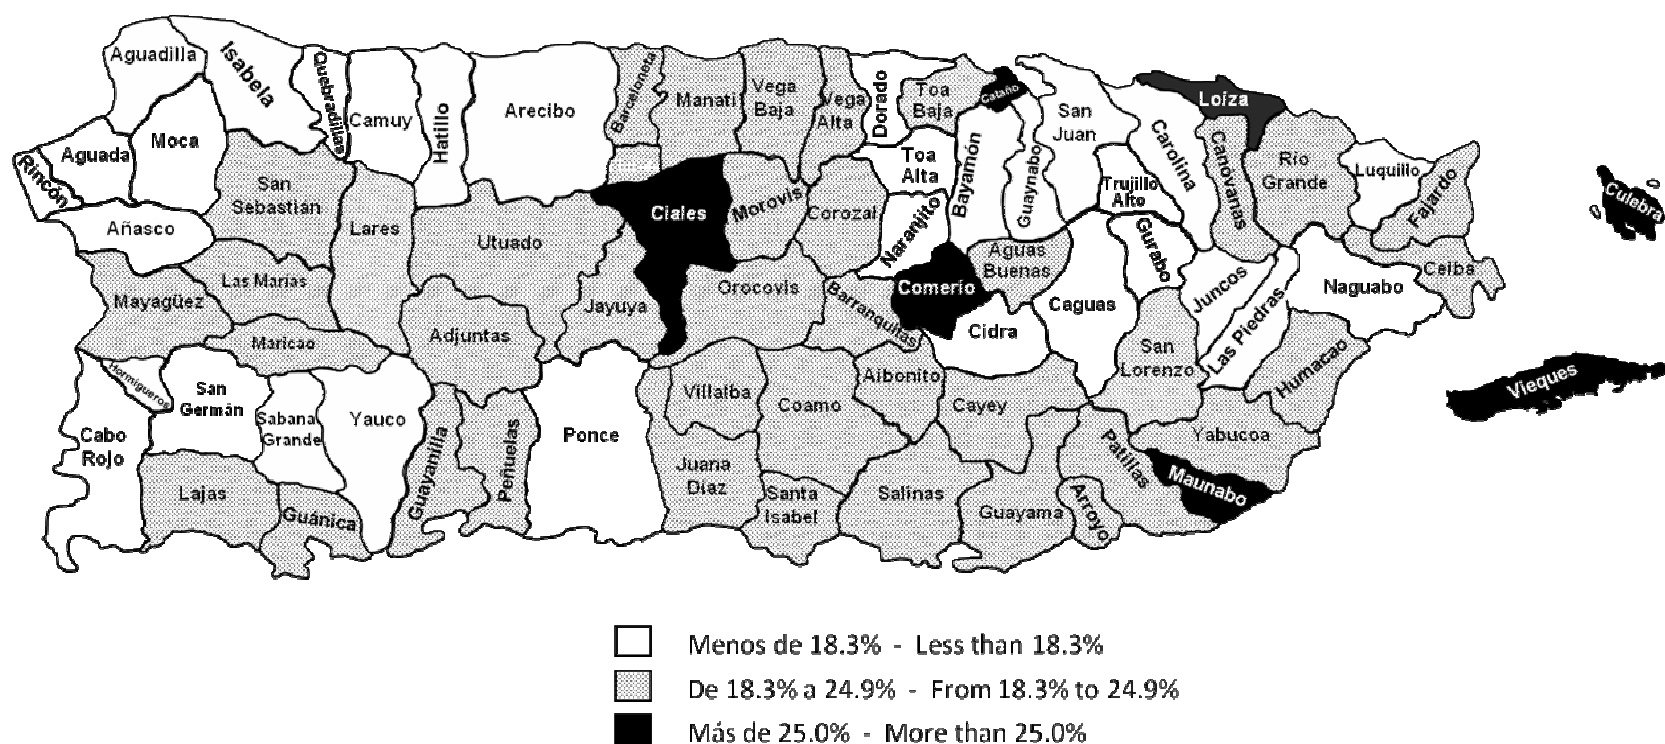 Aguadilla
Isabela
Quebradillas
Camuy
Hatillo
Arecibo
Barceloneta
Manatí
Vega
Baja
Vega
Alta
Dorado
Toa
Baja
Cataño
San
Juan
Loíza
Rincón
Aguada
Moca
San
Sebastián
Añasco
Lares
Utuado
Ciales
Morovis
Corozal
Toa
Alta
Naranjito
Bayamón
Guaynabo
Trujillo
Alto
Carolina
Canóvanas
Río
Grande
Luquillo
Fajardo
Culebra
Mayagüez
Las Marías
Maricao
Adjuntas
Jayuya
Orocovis
Barranquitas
Comerío
Aguas
Buenas
Cidra
Caguas
Gurabo
Juncos
Las Piedras
Naguabo
Ceiba
Hormigueros
San
Germán
Sabana
Grande
Yauco
Villalba
Coamo
Aibonito
Cayey
San
Lorenzo
Humacao
Vieques
Cabo
Rojo
Lajas
Guánica
Guayanilla
Peñuelas
Ponce
Juana
Díaz
Santa
Isabel
Salinas
Guayama
Arroyo
Patillas
Yabucoa
Maunabo
Menos de 18.3% - Less than 18.3%
De 18.3% a 24.9% - From 18.3% to 24.9%
Más de 25.0% - More than 25.0%